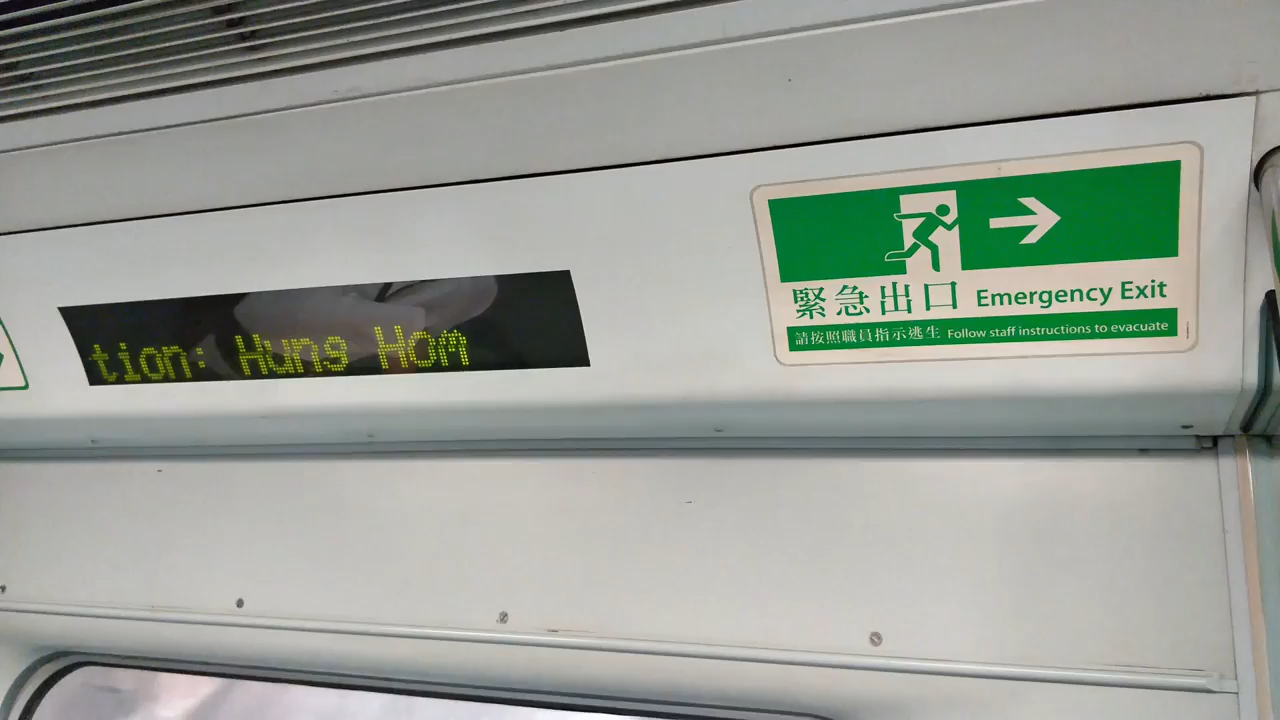 tion: Hung Hom
緊急出口 Emergency Exit
請按照職員指示逃生 Follow staff instructions to evacuate